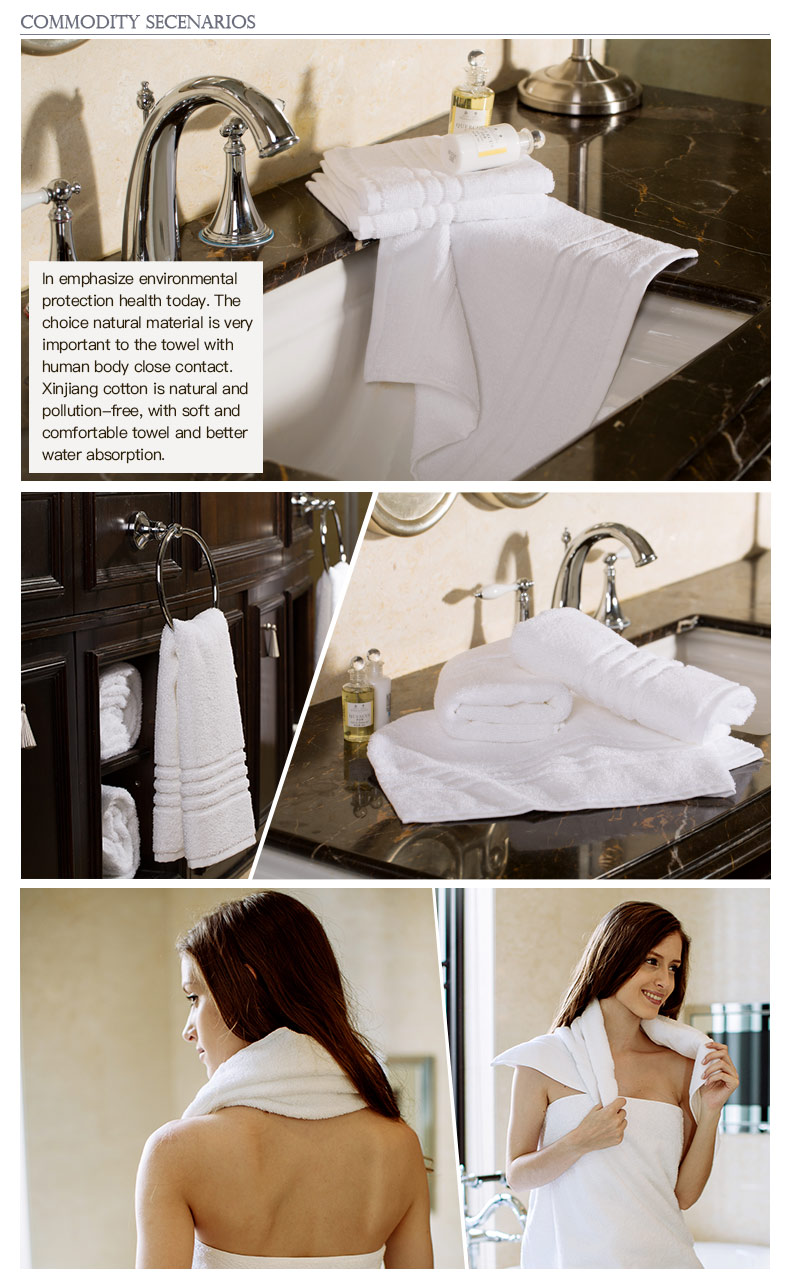 COMMODITY SECENARIOS
In emphasize environmental
protection health today. The
choice natural material is very
important to the towel with
human body close contact.
Xinjiang cotton is natural and
pollution-free, with soft and
comfortable towel and better
water absorption.